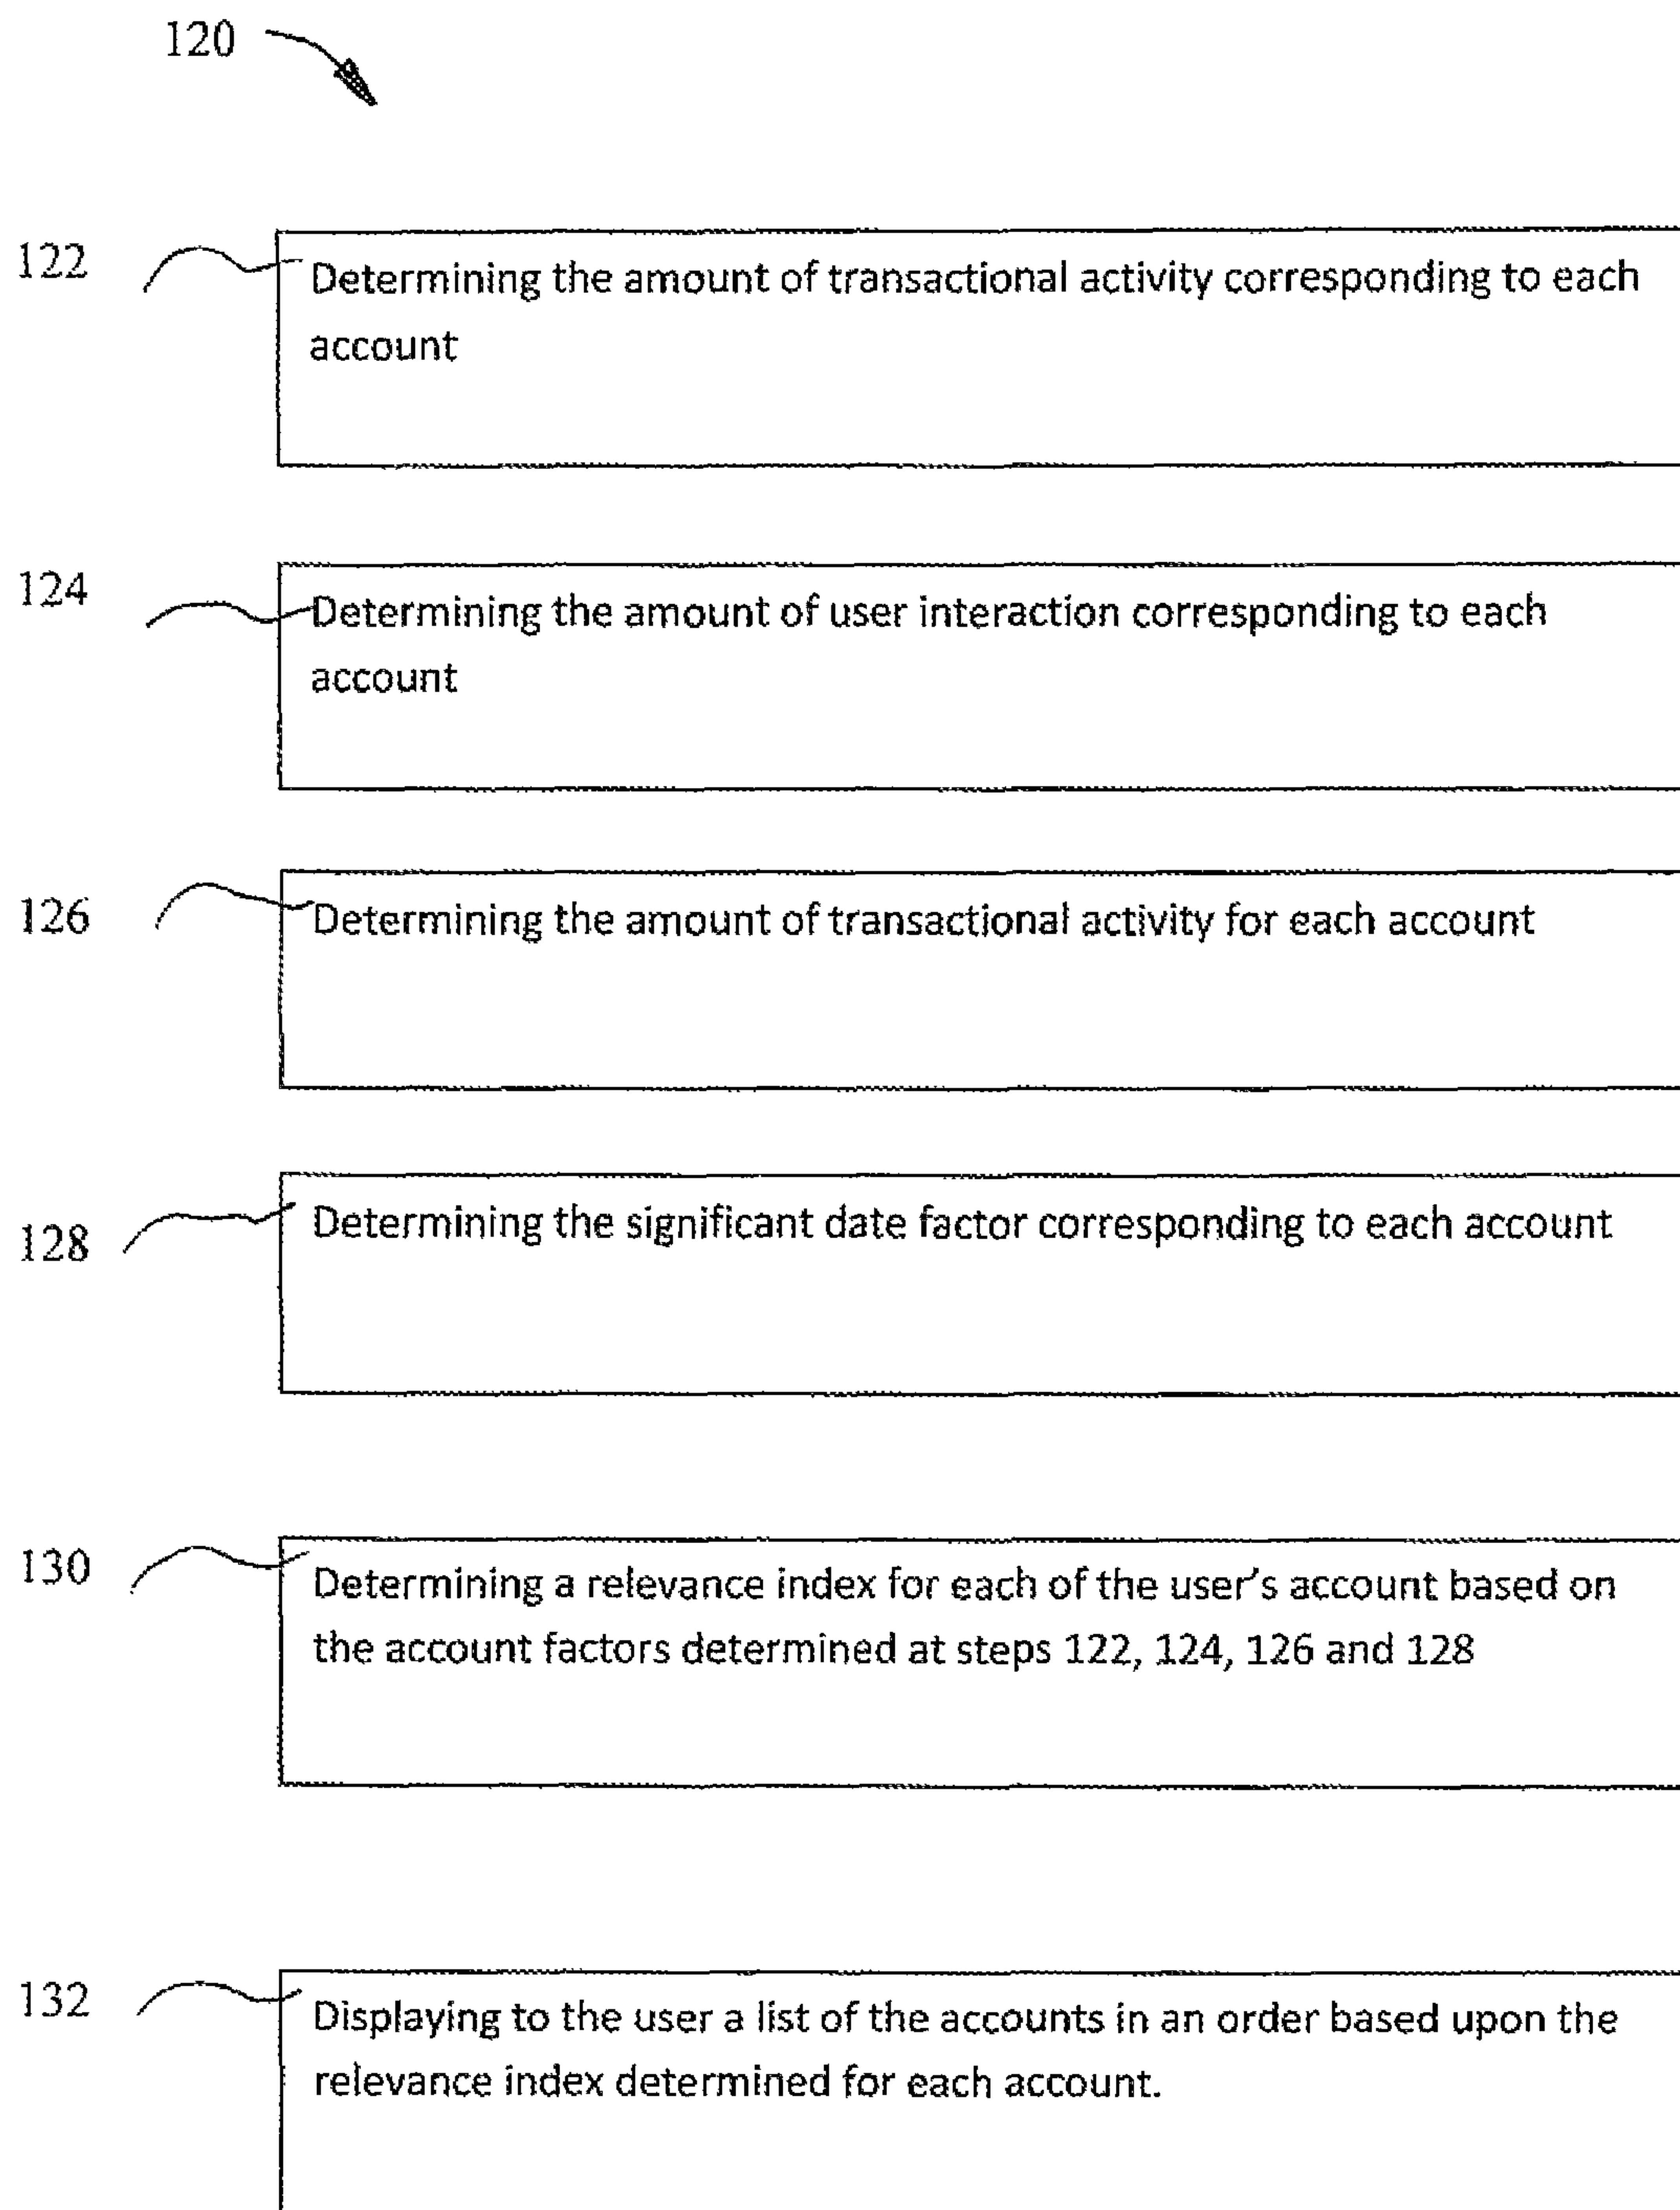 120
122
Determining the amount of transactional activity corresponding to each
account
124
Determining the amount of user interaction corresponding to each
account
126
Determining the amount of transactional activity for each account
128
Determining the significant date factor corresponding to each account
130
Determining a relevance index for each of the user's account based on
the account factors determined at steps 122, 124, 126 and 128
132
Displaying to the user a list of the accounts in an order based upon the
relevance index determined for each account.